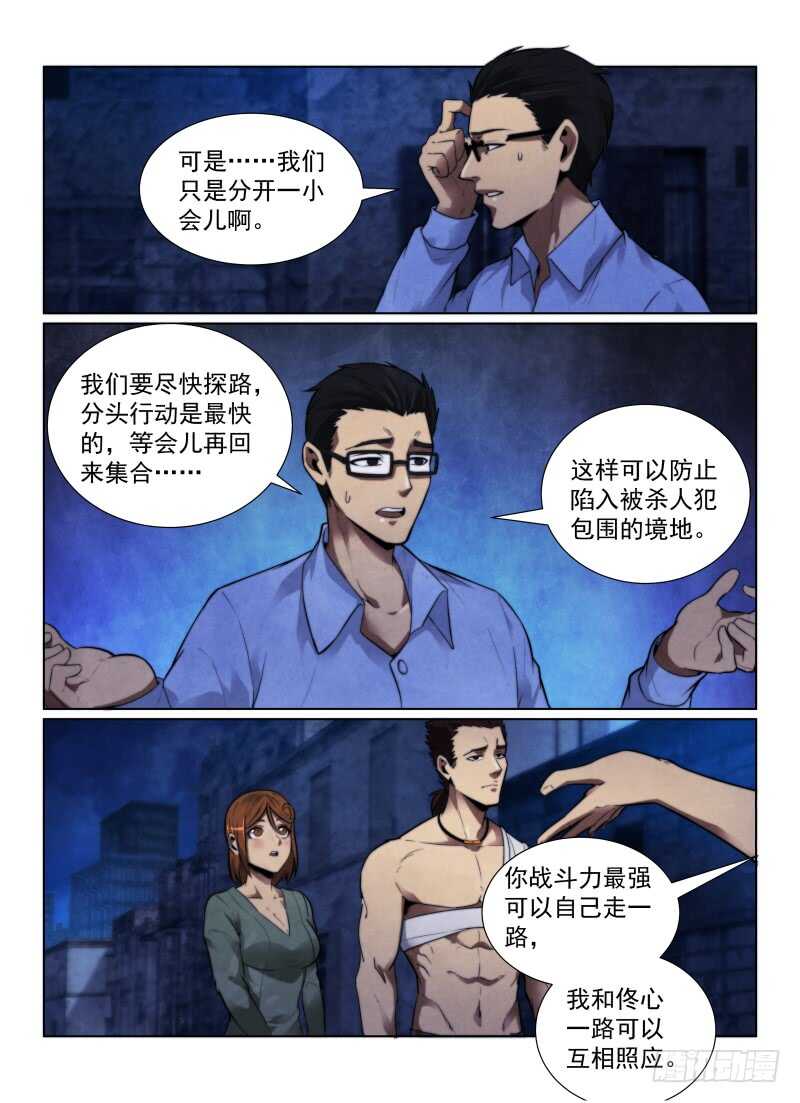 可是……我们
只是分开一小
会儿啊。
我们要尽快探路，
分头行动是最快
的，等会儿再回
来集合……
这样可以防止
陷入被杀人犯
包围的境地。
你战斗力最强
可以自己走一
路，
我和佟心
一路可以
互相照应。
腾讯动漫